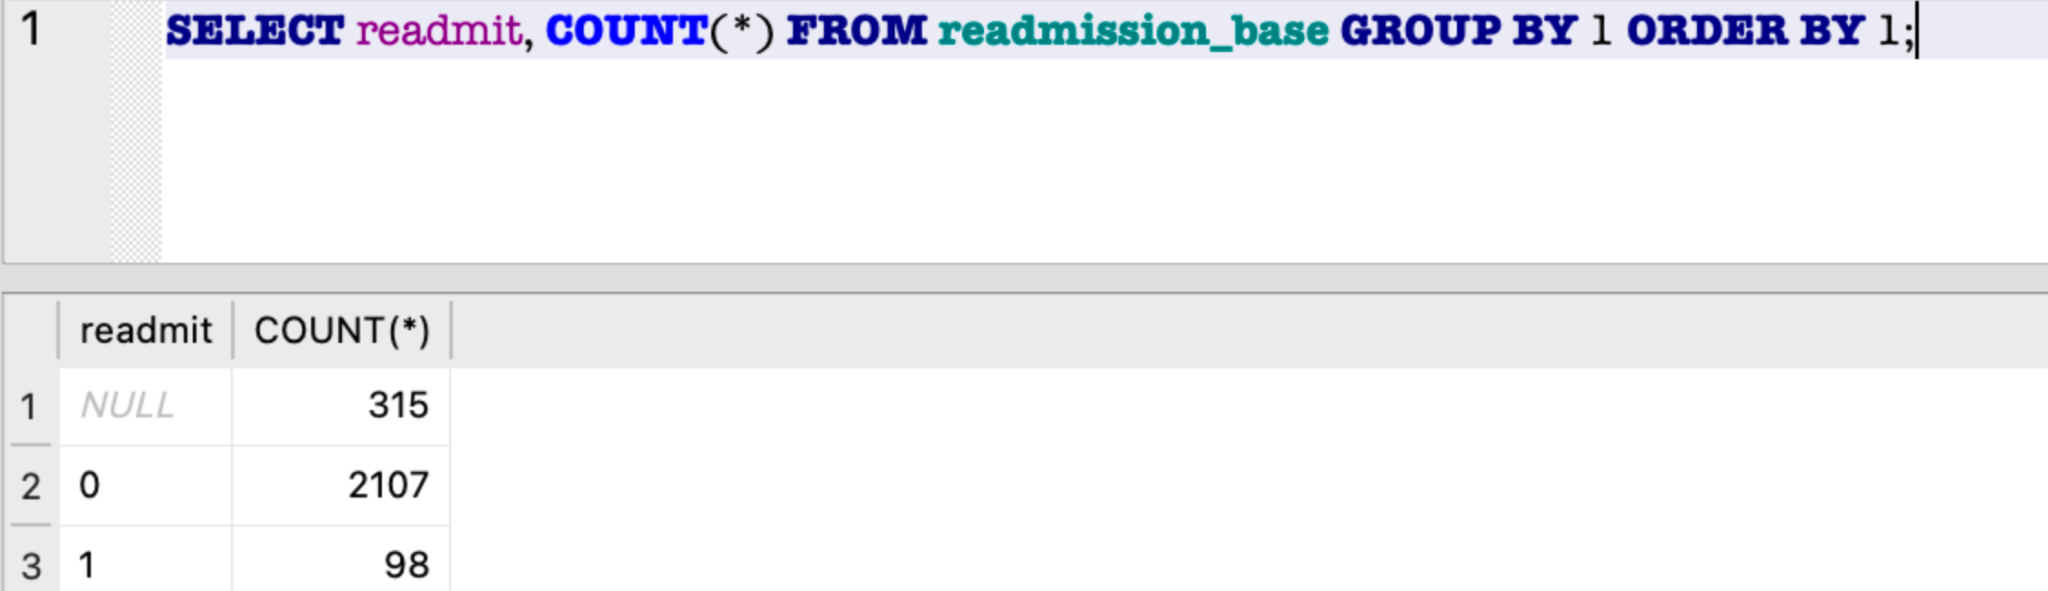 1 SELECT readmit, COUNT(*) FROM readmission_base GROUP BY 1 ORDER BY 1;
readmit COUNT(*)
1 NULL 315
2 0 2107
3 1 98